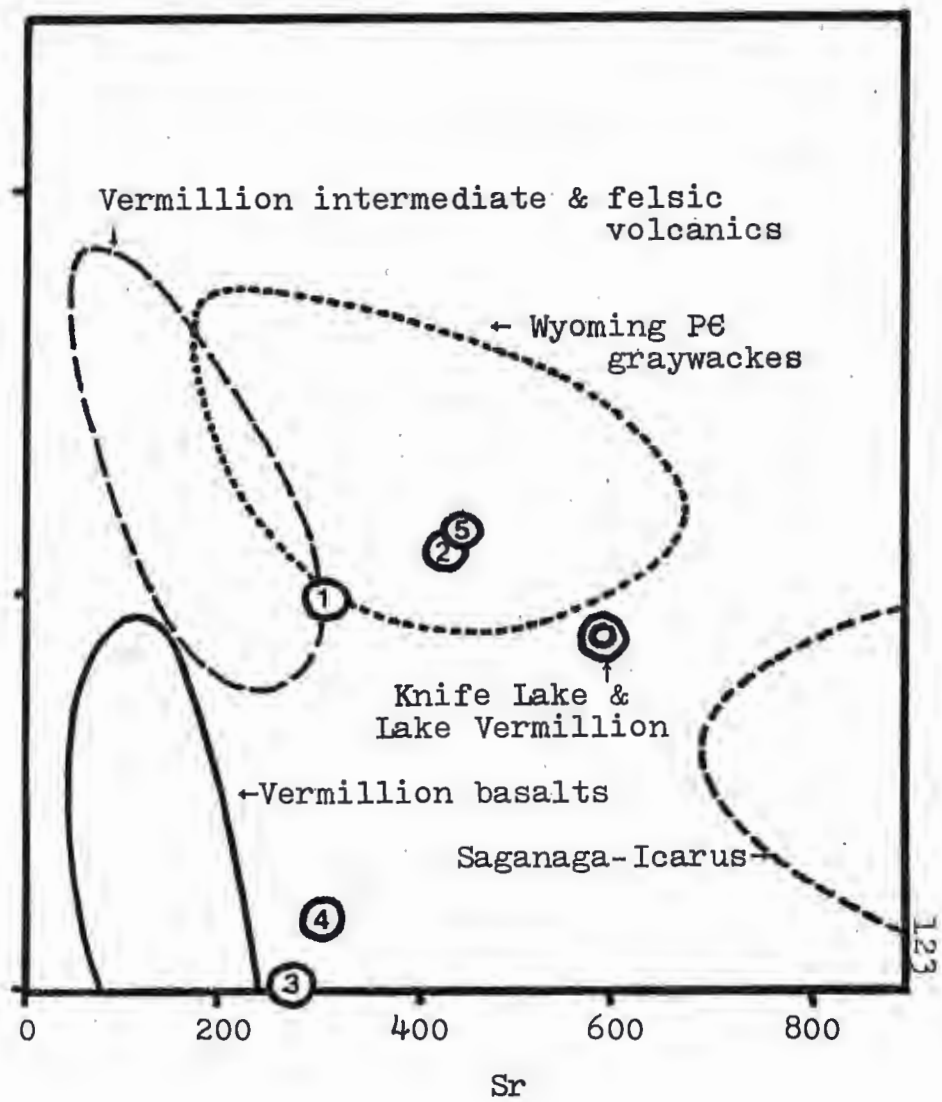 Vermillion intermediate & felsic
volcanics
← Wyoming PЄ
graywackes
5
2
1
Knife Lake &
Lake Vermillion
←Vermillion basalts
Saganaga-Icarus→
4
3
123
0 200 400 600 800
Sr